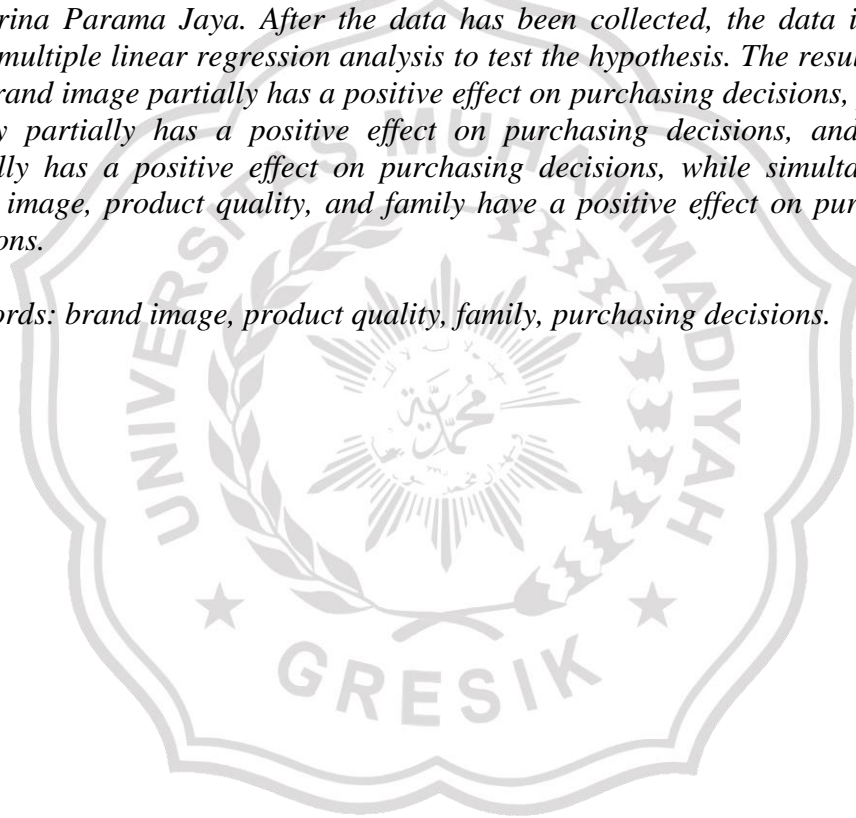 rina Parama Jaya. After the data has been collected, the data i
multiple linear regression analysis to test the hypothesis. The resul
rand image partially has a positive effect on purchasing decisions,
y partially has a positive effect on purchasing decisions, and
lly has a positive effect on purchasing decisions, while simulta
image, product quality, and family have a positive effect on pur
ons.
ords: brand image, product quality, family, purchasing decisions.
UNIVERSITAS MUHAMMADIYAH
GRESIK